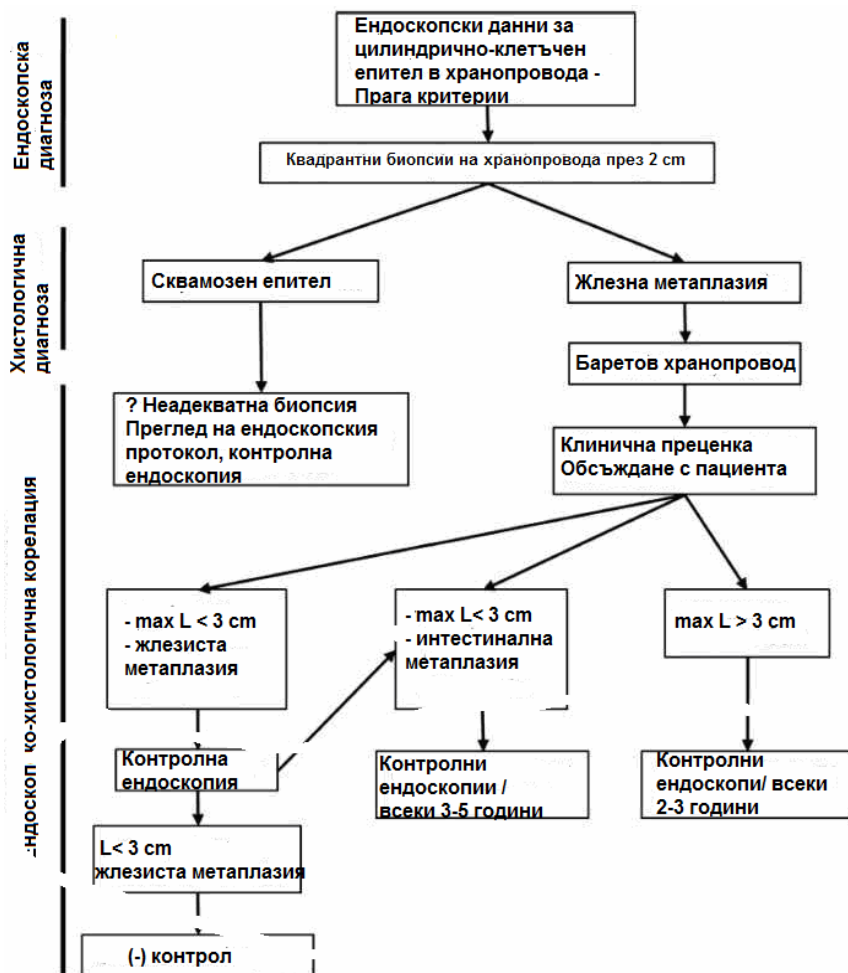 Ендоскопски данни за
цилиндрично-клетъчен
епител в хранопровода -
Прага критерии
Ендоскопска
диагноза
Квадрантни биопсии на хранопровода през 2 cm
Хистологична
диагноза
Сквамозен епител
Жлезна метаплазия
Баретов хранопровод
? Неадекватна биопсия
Преглед на ендоскопския
протокол, контролна
ендоскопия
Клинична преценка
Обсъждане с пациента
ндоскоп ко-хистологична корелация
- max L < 3 cm
- жлезиста
метаплазия
- max L< 3 cm
- интестинална
метаплазия
max L > 3 cm
Контролна
ендоскопия
Контролни
ендоскопии /
всеки 3-5 години
Контролни
ендоскопи/ всеки
2-3 години
L< 3 cm
жлезиста метаплазия
(-) контрол